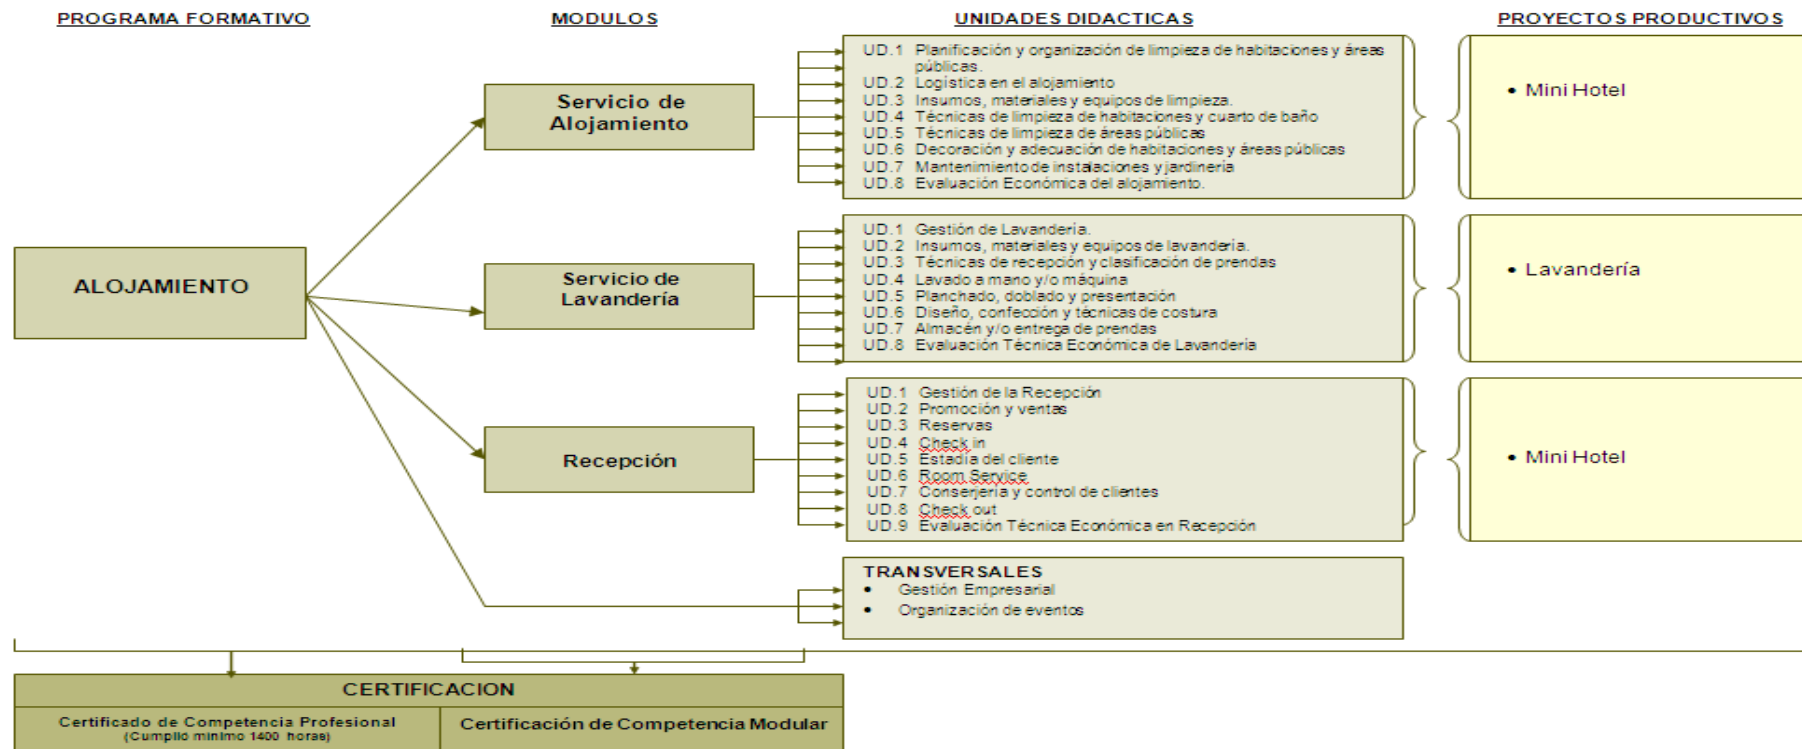 PROGRAMA FORMATIVO
MODULOS
UNIDADES DIDACTICAS
PROYECTOS PRODUCTIVOS
ALOJAMIENTO
Servicio de
Alojamiento
UD.1 Planificación y organización de limpieza de habitaciones y áreas
públicas.
UD.2 Logística en el alojamiento
UD.3 Insumos, materiales y equipos de limpieza.
UD.4 Técnicas de limpieza de habitaciones y cuarto de baño
UD.5 Técnicas de limpieza de áreas públicas
UD.6 Decoración y adecuación de habitaciones y áreas públicas
UD.7 Mantenimiento de instalaciones y jardinería
UD.8 Evaluación Económica del alojamiento.
• Mini Hotel
Servicio de
Lavandería
UD.1 Gestión de Lavandería.
UD.2 Insumos, materiales y equipos de lavandería.
UD.3 Técnicas de recepción y clasificación de prendas
UD.4 Lavado a mano y/o máquina
UD.5 Planchado, doblado y presentación
UD.6 Diseño, confección y técnicas de costura
UD.7 Almacén y/o entrega de prendas
UD.8 Evaluación Técnica Económica de Lavandería
• Lavandería
Recepción
UD.1 Gestión de la Recepción
UD.2 Promoción y ventas
UD.3 Reservas
UD.4 Check in
UD.5 Estadía del cliente
UD.6 Room Service
UD.7 Conserjería y control de clientes
UD.8 Check out
UD.9 Evaluación Técnica Económica en Recepción
• Mini Hotel
TRANSVERSALES
• Gestión Empresarial
• Organización de eventos
CERTIFICACION
Certificado de Competencia Profesional
(Cumplió mínimo 1400 horas)
Certificación de Competencia Modular